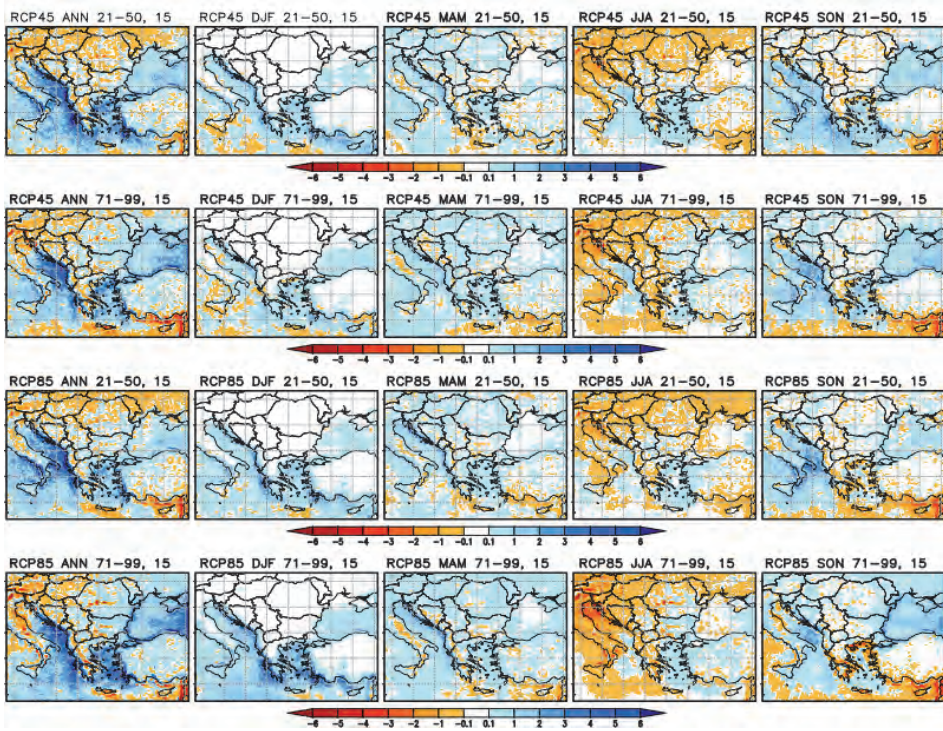 RCP45 ANN 21−50, 15 RCP45 DJF 21−50, 15 RCP45 MAM 21−50, 15 RCP45 JJA 21−50, 15 RCP45 SON 21−50, 15
−6 −5 −4 −3 −2 −1 −0.1 0.1 1 2 3 4 5 6
RCP45 ANN 71−99, 15 RCP45 DJF 71−99, 15 RCP45 MAM 71−99, 15 RCP45 JJA 71−99, 15 RCP45 SON 71−99, 15
−6 −5 −4 −3 −2 −1 −0.1 0.1 1 2 3 4 5 6
RCP85 ANN 21−50, 15 RCP85 DJF 21−50, 15 RCP85 MAM 21−50, 15 RCP85 JJA 21−50, 15 RCP85 SON 21−50, 15
−6 −5 −4 −3 −2 −1 −0.1 0.1 1 2 3 4 5 6
RCP85 ANN 71−99, 15 RCP85 DJF 71−99, 15 RCP85 MAM 71−99, 15 RCP85 JJA 71−99, 15 RCP85 SON 71−99, 15
−6 −5 −4 −3 −2 −1 −0.1 0.1 1 2 3 4 5 6